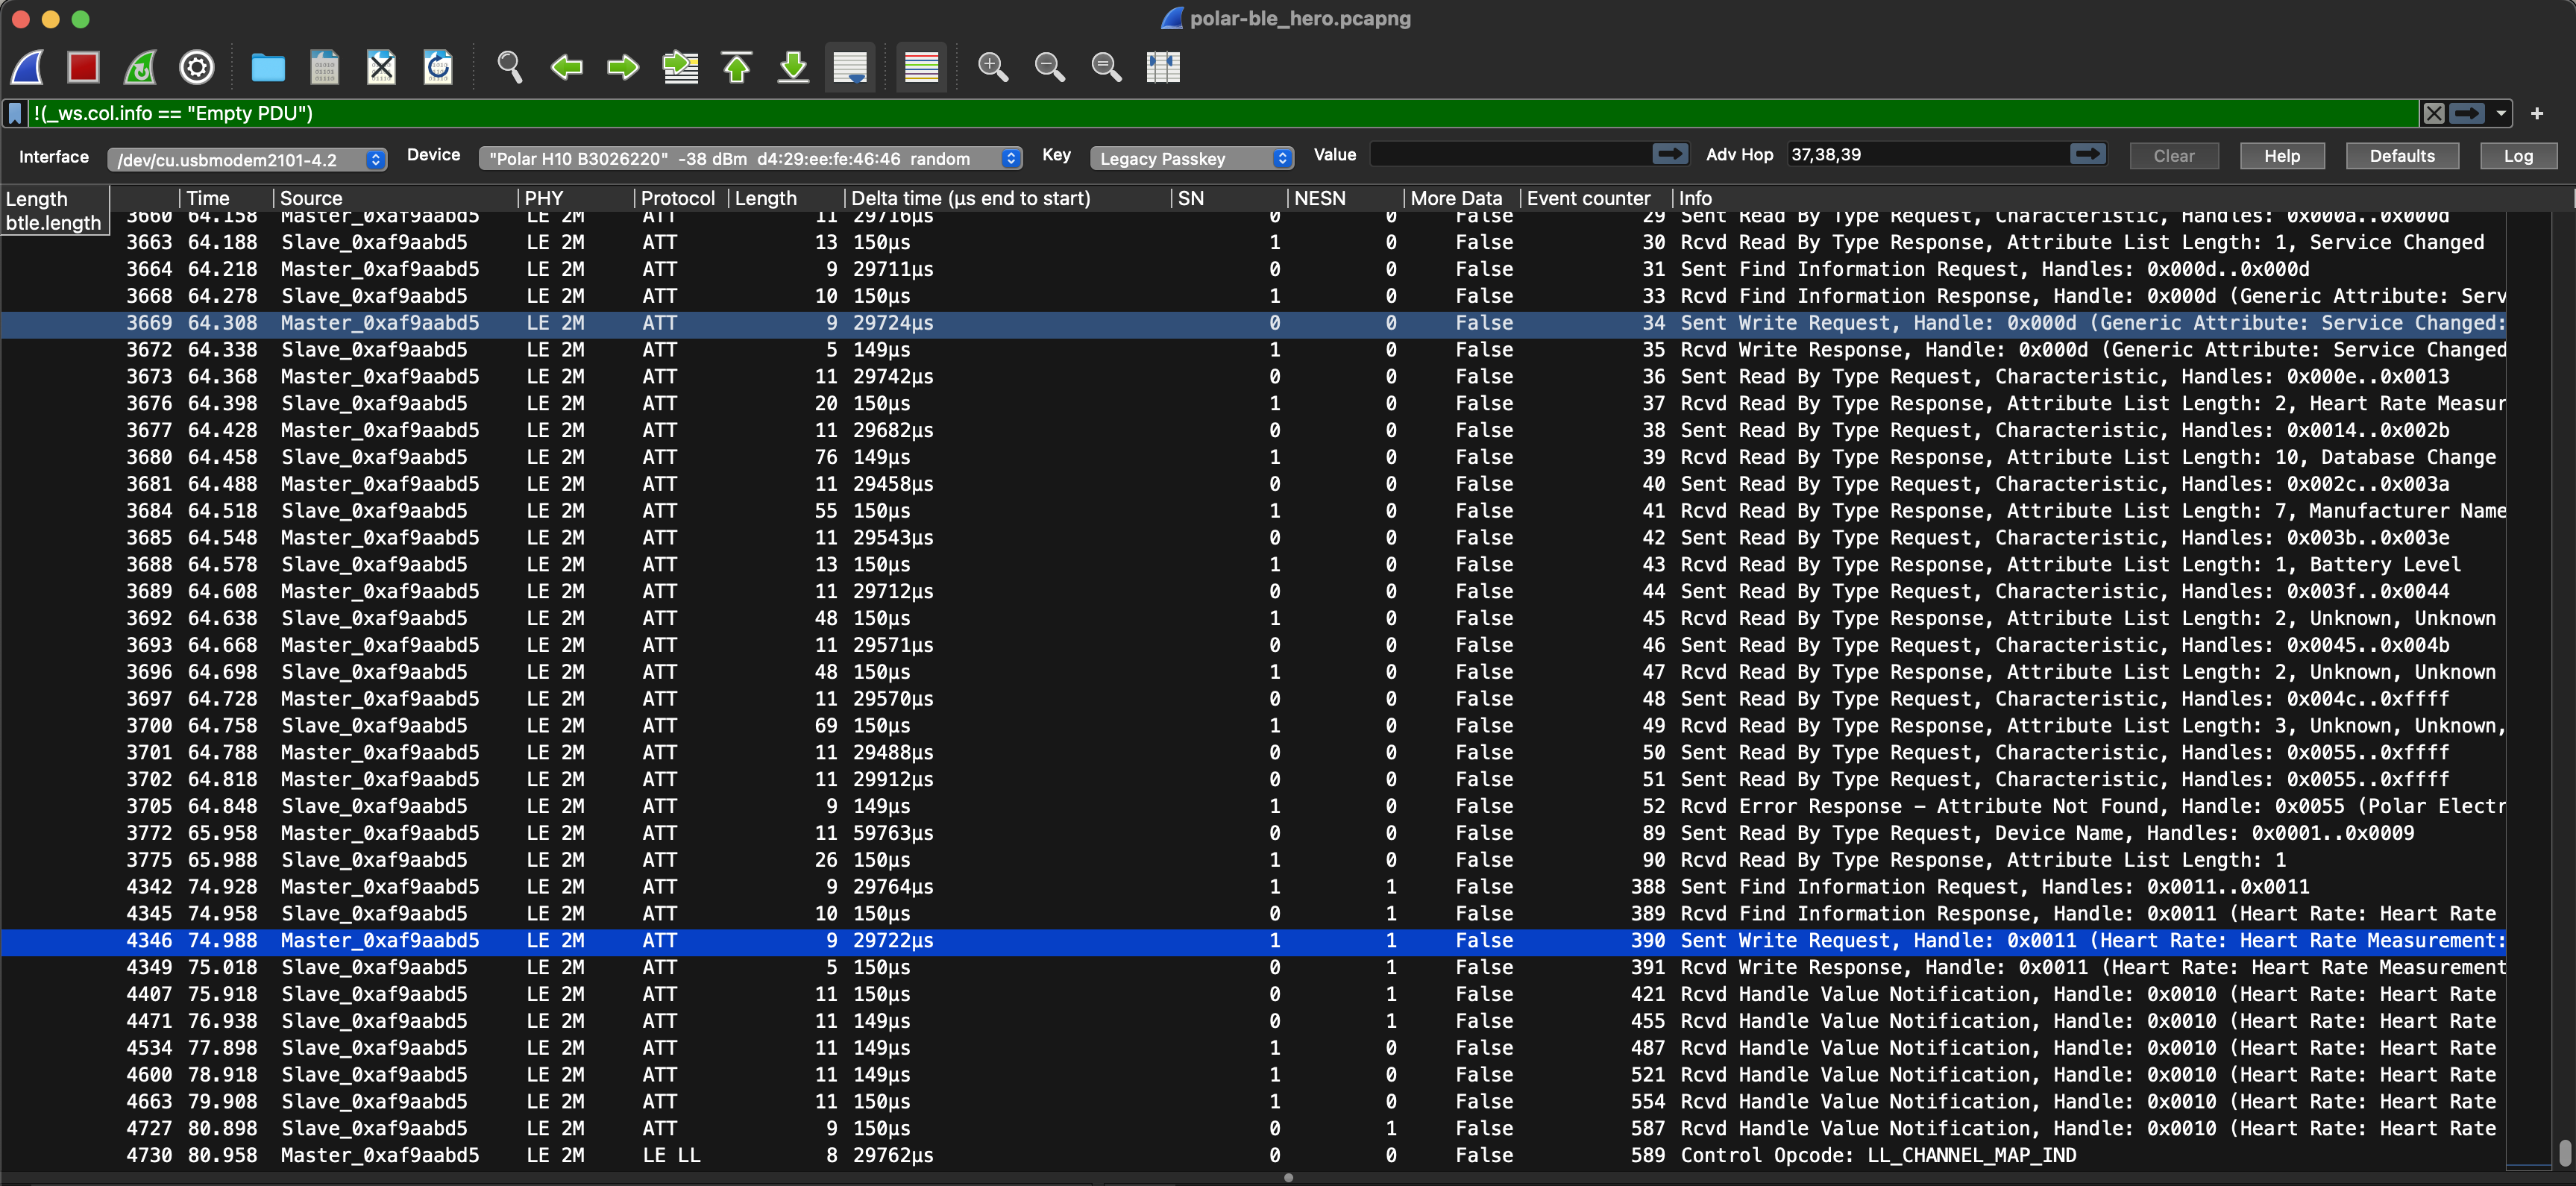 polar-ble_hero.pcapng
!(_ws.col.info == "Empty PDU")
Interface /dev/cu.usbmodem2101-4.2 Device "Polar H10 B3026220" -38 dBm d4:29:ee:fe:46:46 random Key Legacy Passkey Value Adv Hop 37,38,39 Clear Help Defaults Log
Length Time Source PHY Protocol Length Delta time (µs end to start) SN NESN More Data Event counter Info
btle.length
3660 64.158 Master_0xaf9aabd5 LE 2M ATT 11 29716µs 0 0 False 29 Sent Read By Type Request, Characteristic, Handles: 0x000a..0x000d
3663 64.188 Slave_0xaf9aabd5 LE 2M ATT 13 150µs 1 0 False 30 Rcvd Read By Type Response, Attribute List Length: 1, Service Changed
3664 64.218 Master_0xaf9aabd5 LE 2M ATT 9 29711µs 0 0 False 31 Sent Find Information Request, Handles: 0x000d..0x000d
3668 64.278 Slave_0xaf9aabd5 LE 2M ATT 10 150µs 1 0 False 33 Rcvd Find Information Response, Handle: 0x000d (Generic Attribute: Serv
3669 64.308 Master_0xaf9aabd5 LE 2M ATT 9 29724µs 0 0 False 34 Sent Write Request, Handle: 0x000d (Generic Attribute: Service Changed:
3672 64.338 Slave_0xaf9aabd5 LE 2M ATT 5 149µs 1 0 False 35 Rcvd Write Response, Handle: 0x000d (Generic Attribute: Service Changed
3673 64.368 Master_0xaf9aabd5 LE 2M ATT 11 29742µs 0 0 False 36 Sent Read By Type Request, Characteristic, Handles: 0x000e..0x0013
3676 64.398 Slave_0xaf9aabd5 LE 2M ATT 20 150µs 1 0 False 37 Rcvd Read By Type Response, Attribute List Length: 2, Heart Rate Measur
3677 64.428 Master_0xaf9aabd5 LE 2M ATT 11 29682µs 0 0 False 38 Sent Read By Type Request, Characteristic, Handles: 0x0014..0x002b
3680 64.458 Slave_0xaf9aabd5 LE 2M ATT 76 149µs 1 0 False 39 Rcvd Read By Type Response, Attribute List Length: 10, Database Change
3681 64.488 Master_0xaf9aabd5 LE 2M ATT 11 29458µs 0 0 False 40 Sent Read By Type Request, Characteristic, Handles: 0x002c..0x003a
3684 64.518 Slave_0xaf9aabd5 LE 2M ATT 55 150µs 1 0 False 41 Rcvd Read By Type Response, Attribute List Length: 7, Manufacturer Name
3685 64.548 Master_0xaf9aabd5 LE 2M ATT 11 29543µs 0 0 False 42 Sent Read By Type Request, Characteristic, Handles: 0x003b..0x003e
3688 64.578 Slave_0xaf9aabd5 LE 2M ATT 13 150µs 1 0 False 43 Rcvd Read By Type Response, Attribute List Length: 1, Battery Level
3689 64.608 Master_0xaf9aabd5 LE 2M ATT 11 29712µs 0 0 False 44 Sent Read By Type Request, Characteristic, Handles: 0x003f..0x0044
3692 64.638 Slave_0xaf9aabd5 LE 2M ATT 48 150µs 1 0 False 45 Rcvd Read By Type Response, Attribute List Length: 2, Unknown, Unknown
3693 64.668 Master_0xaf9aabd5 LE 2M ATT 11 29571µs 0 0 False 46 Sent Read By Type Request, Characteristic, Handles: 0x0045..0x004b
3696 64.698 Slave_0xaf9aabd5 LE 2M ATT 48 150µs 1 0 False 47 Rcvd Read By Type Response, Attribute List Length: 2, Unknown, Unknown
3697 64.728 Master_0xaf9aabd5 LE 2M ATT 11 29570µs 0 0 False 48 Sent Read By Type Request, Characteristic, Handles: 0x004c..0xffff
3700 64.758 Slave_0xaf9aabd5 LE 2M ATT 69 150µs 1 0 False 49 Rcvd Read By Type Response, Attribute List Length: 3, Unknown, Unknown,
3701 64.788 Master_0xaf9aabd5 LE 2M ATT 11 29488µs 0 0 False 50 Sent Read By Type Request, Characteristic, Handles: 0x0055..0xffff
3702 64.818 Master_0xaf9aabd5 LE 2M ATT 11 29912µs 0 0 False 51 Sent Read By Type Request, Characteristic, Handles: 0x0055..0xffff
3705 64.848 Slave_0xaf9aabd5 LE 2M ATT 9 149µs 1 0 False 52 Rcvd Error Response – Attribute Not Found, Handle: 0x0055 (Polar Electr
3772 65.958 Master_0xaf9aabd5 LE 2M ATT 11 59763µs 0 0 False 89 Sent Read By Type Request, Device Name, Handles: 0x0001..0x0009
3775 65.988 Slave_0xaf9aabd5 LE 2M ATT 26 150µs 1 0 False 90 Rcvd Read By Type Response, Attribute List Length: 1
4342 74.928 Master_0xaf9aabd5 LE 2M ATT 9 29764µs 1 1 False 388 Sent Find Information Request, Handles: 0x0011..0x0011
4345 74.958 Slave_0xaf9aabd5 LE 2M ATT 10 150µs 0 1 False 389 Rcvd Find Information Response, Handle: 0x0011 (Heart Rate: Heart Rate
4346 74.988 Master_0xaf9aabd5 LE 2M ATT 9 29722µs 1 1 False 390 Sent Write Request, Handle: 0x0011 (Heart Rate: Heart Rate Measurement:
4349 75.018 Slave_0xaf9aabd5 LE 2M ATT 5 150µs 0 1 False 391 Rcvd Write Response, Handle: 0x0011 (Heart Rate: Heart Rate Measurement
4407 75.918 Slave_0xaf9aabd5 LE 2M ATT 11 150µs 0 1 False 421 Rcvd Handle Value Notification, Handle: 0x0010 (Heart Rate: Heart Rate
4471 76.938 Slave_0xaf9aabd5 LE 2M ATT 11 149µs 0 1 False 455 Rcvd Handle Value Notification, Handle: 0x0010 (Heart Rate: Heart Rate
4534 77.898 Slave_0xaf9aabd5 LE 2M ATT 11 149µs 1 0 False 487 Rcvd Handle Value Notification, Handle: 0x0010 (Heart Rate: Heart Rate
4600 78.918 Slave_0xaf9aabd5 LE 2M ATT 11 149µs 1 0 False 521 Rcvd Handle Value Notification, Handle: 0x0010 (Heart Rate: Heart Rate
4663 79.908 Slave_0xaf9aabd5 LE 2M ATT 11 150µs 1 0 False 554 Rcvd Handle Value Notification, Handle: 0x0010 (Heart Rate: Heart Rate
4727 80.898 Slave_0xaf9aabd5 LE 2M ATT 9 150µs 0 1 False 587 Rcvd Handle Value Notification, Handle: 0x0010 (Heart Rate: Heart Rate
4730 80.958 Master_0xaf9aabd5 LE 2M LE LL 8 29762µs 0 0 False 589 Control Opcode: LL_CHANNEL_MAP_IND